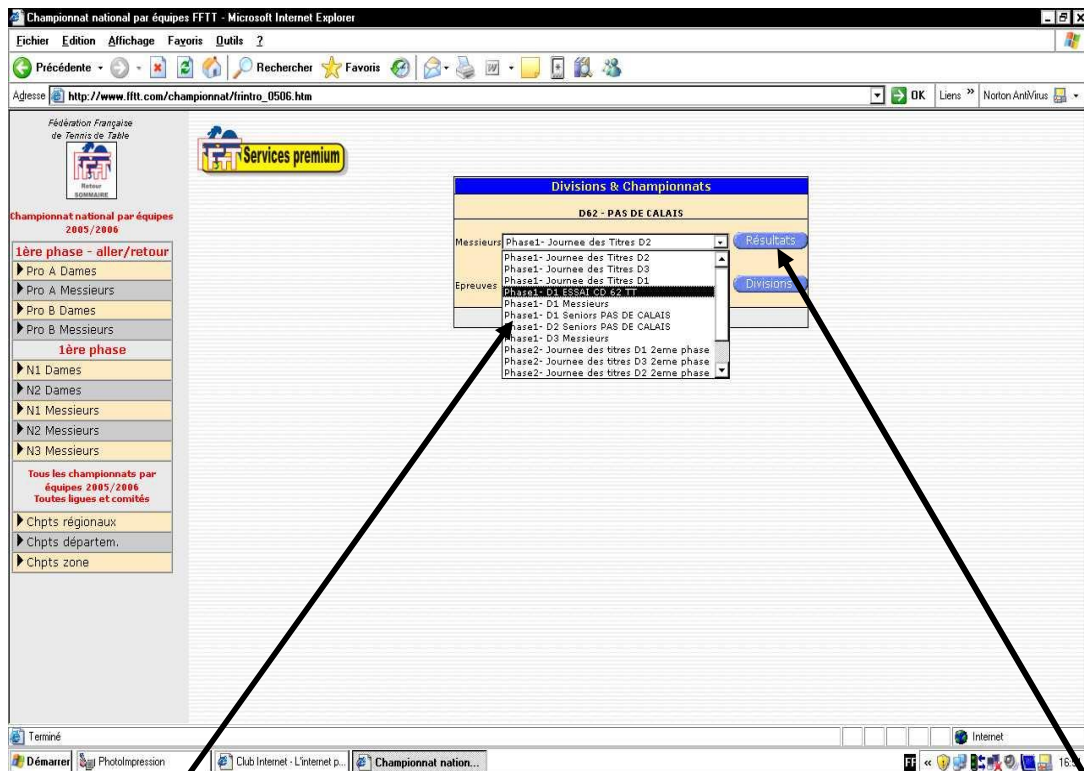 Championnat national par équipes FFTT - Microsoft Internet Explorer
Fichier Edition Affichage Favoris Outils ?
Précédente Rechercher Favoris
Adresse http://www.fftt.com/championnat/frintro_0506.htm OK Liens » Norton AntiVirus
Fédération Française
de Tennis de Table
FFTT
Retour
SOMMAIRE
Services premium
Championnat national par équipes
2005/2006
1ère phase - aller/retour
Pro A Dames
Pro A Messieurs
Pro B Dames
Pro B Messieurs
1ère phase
N1 Dames
N2 Dames
N1 Messieurs
N2 Messieurs
N3 Messieurs
Tous les championnats par
équipes 2005/2006
Toutes ligues et comités
Chpts régionaux
Chpts départem.
Chpts zone
Divisions & Championnats
D62 - PAS DE CALAIS
Messieurs Phase1- Journee des Titres D2 Résultats
Epreuves Divisions
Phase1- Journee des Titres D2
Phase1- Journee des Titres D3
Phase1- Journee des Titres D1
Phase1- D1 ESSAI CD 62 TT
Phase1- D1 Messieurs
Phase1- D1 Seniors PAS DE CALAIS
Phase1- D2 Seniors PAS DE CALAIS
Phase1- D3 Messieurs
Phase2- Journee des titres D1 2eme phase
Phase2- Journee des titres D3 2eme phase
Phase2- Journee des titres D2 2eme phase
Terminé Internet
Démarrer PhotoImpression Club Internet - L'internet p... Championnat nation... FR «